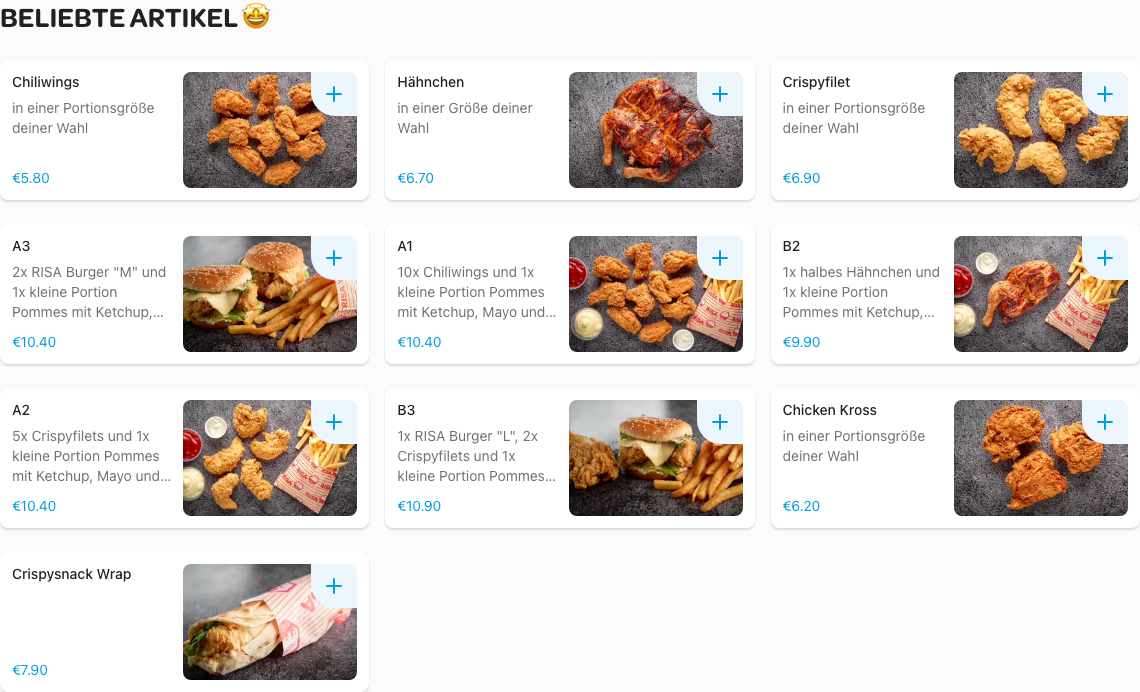 BELIEBTE ARTIKEL 🤩
Chiliwings
in einer Portionsgröße
deiner Wahl
€5.80
Hähnchen
in einer Größe deiner
Wahl
€6.70
Crispyfilet
in einer Portionsgröße
deiner Wahl
€6.90
A3
2x RISA Burger "M" und
1x kleine Portion
Pommes mit Ketchup,...
€10.40
A1
10x Chiliwings und 1x
kleine Portion Pommes
mit Ketchup, Mayo und...
€10.40
B2
1x halbes Hähnchen und
1x kleine Portion
Pommes mit Ketchup,...
€9.90
A2
5x Crispyfilets und 1x
kleine Portion Pommes
mit Ketchup, Mayo und...
€10.40
B3
1x RISA Burger "L", 2x
Crispyfilets und 1x
kleine Portion Pommes...
€10.90
Chicken Kross
in einer Portionsgröße
deiner Wahl
€6.20
Crispysnack Wrap
€7.90